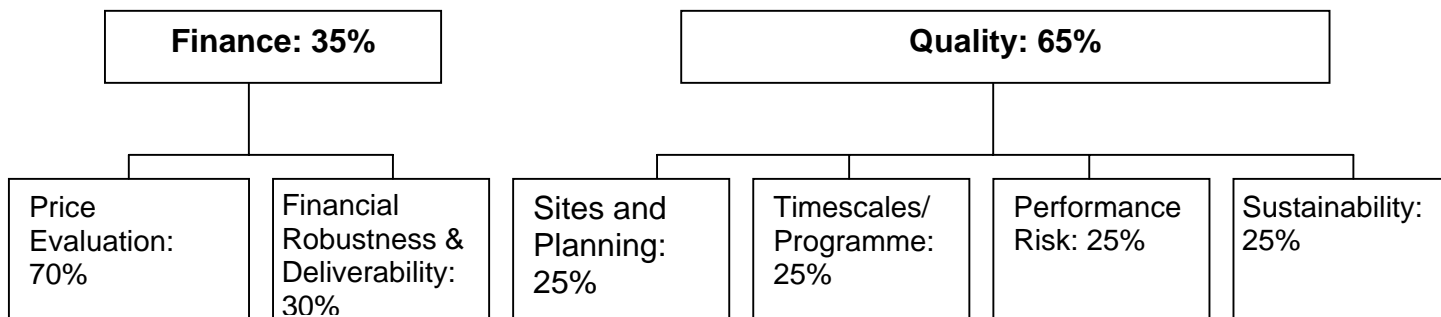 Finance: 35%
Quality: 65%
Price
Evaluation:
70%
Financial
Robustness &
Deliverability:
30%
Sites and
Planning:
25%
Timescales/
Programme:
25%
Performance
Risk: 25%
Sustainability:
25%